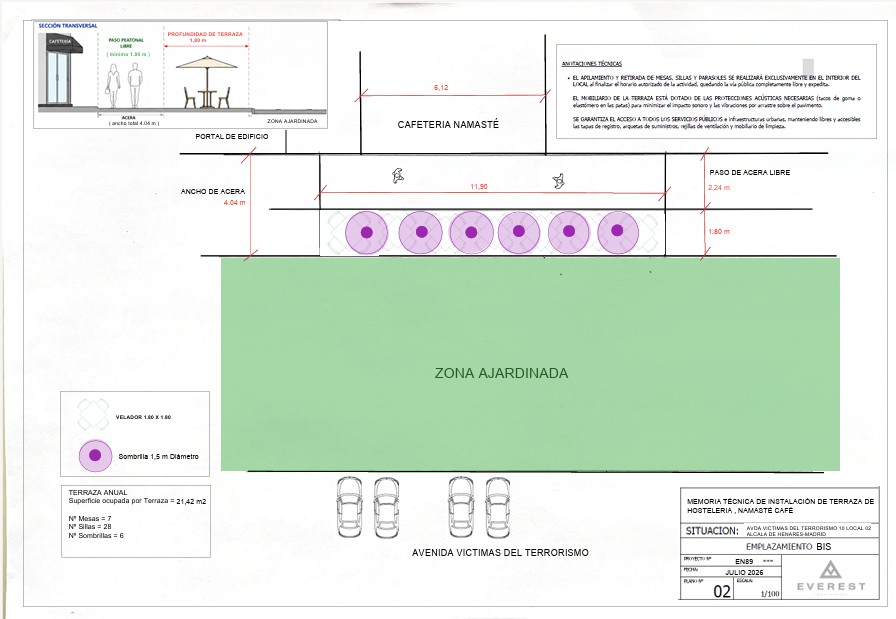 SECCIÓN TRANSVERSAL
CAFETERIA
PASO PEATONAL
LIBRE
( mínimo 1.80 m )
PROFUNDIDAD DE TERRAZA
1,80 m
ACERA
( ancho total 4.04 m )
ZONA AJARDINADA
ANOTACIONES TÉCNICAS
• EL APILAMIENTO Y RETIRADA DE MESAS, SILLAS Y PARASOLES SE REALIZARÁ EXCLUSIVAMENTE EN EL INTERIOR DEL
LOCAL al finalizar el horario autorizado de la actividad, quedando la vía pública completamente libre y expedita.
EL MOBILIARIO DE LA TERRAZA ESTÁ DOTADO DE LAS PROTECCIONES ACÚSTICAS NECESARIAS (tacos de goma o
elastómero en las patas) para minimizar el impacto sonoro y las vibraciones por arrastre sobre el pavimento.
SE GARANTIZA EL ACCESO A TODOS LOS SERVICIOS PÚBLICOS e infraestructuras urbanas, manteniendo libres y accesibles
las tapas de registro, arquetas de suministros, rejillas de ventilación y mobiliario de limpieza.
6,12
CAFETERIA NAMASTÉ
PORTAL DE EDIFICIO
ANCHO DE ACERA
4.04 m
11,90
PASO DE ACERA LIBRE
2,24 m
1.80 m
ZONA AJARDINADA
VELADOR 1.80 X 1.80
Sombrilla 1,5 m Diámetro
TERRAZA ANUAL
Superficie ocupada por Terraza = 21,42 m2
Nº Mesas = 7
Nº Sillas = 28
Nº Sombrillas = 6
AVENIDA VICTIMAS DEL TERRORISMO
MEMORIA TÉCNICA DE INSTALACIÓN DE TERRAZA DE
HOSTELERIA , NAMASTÉ CAFÉ
SITUACION: AVDA VICTIMAS DEL TERRORISMO 10 LOCAL 02
ALCALA DE HENARES-MADRID
EMPLAZAMIENTO BIS
PROYECTO Nº EN89 ***
FECHA: JULIO 2026
PLANO Nº 02
ESCALA: 1/100
EVEREST